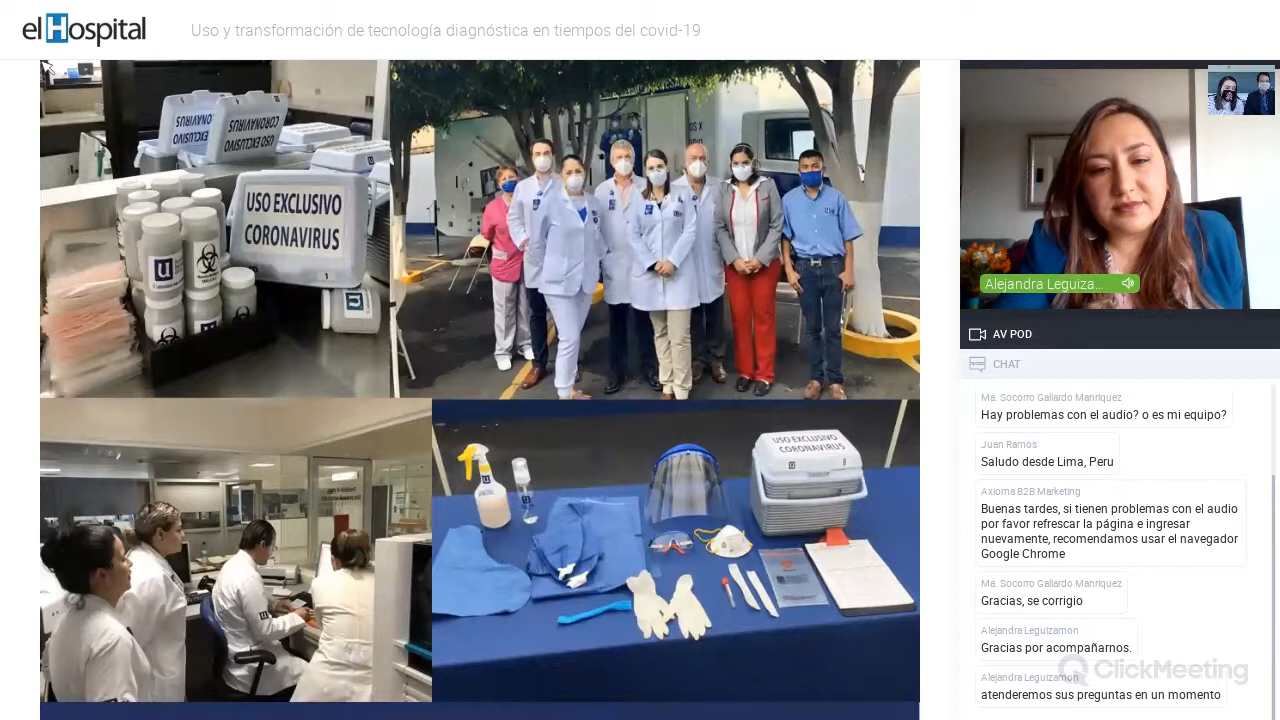 elHospital
Uso y transformación de tecnología diagnóstica en tiempos del covid-19
EXCLUSIVO
CORONAVIRUS
USO EXCLUSIVO
CORONAVIRUS
USO EXCLUSIVO
CORONAVIRUS
1
USO EXCLUSIVO
CORONAVIRUS
Alejandra Leguiza...
AV POD
CHAT
Ma. Socorro Gallardo Manriquez
Hay problemas con el audio? o es mi equipo?
Juan Ramos
Saludo desde Lima, Peru
Axioma B2B Marketing
Buenas tardes, si tienen problemas con el audio
por favor refrescar la página e ingresar
nuevamente, recomendamos usar el navegador
Google Chrome
Ma. Socorro Gallardo Manriquez
Gracias, se corrigio
Alejandra Leguizamon
Gracias por acompañarnos.
Alejandra Leguizamon
atenderemos sus preguntas en un momento
ClickMeeting